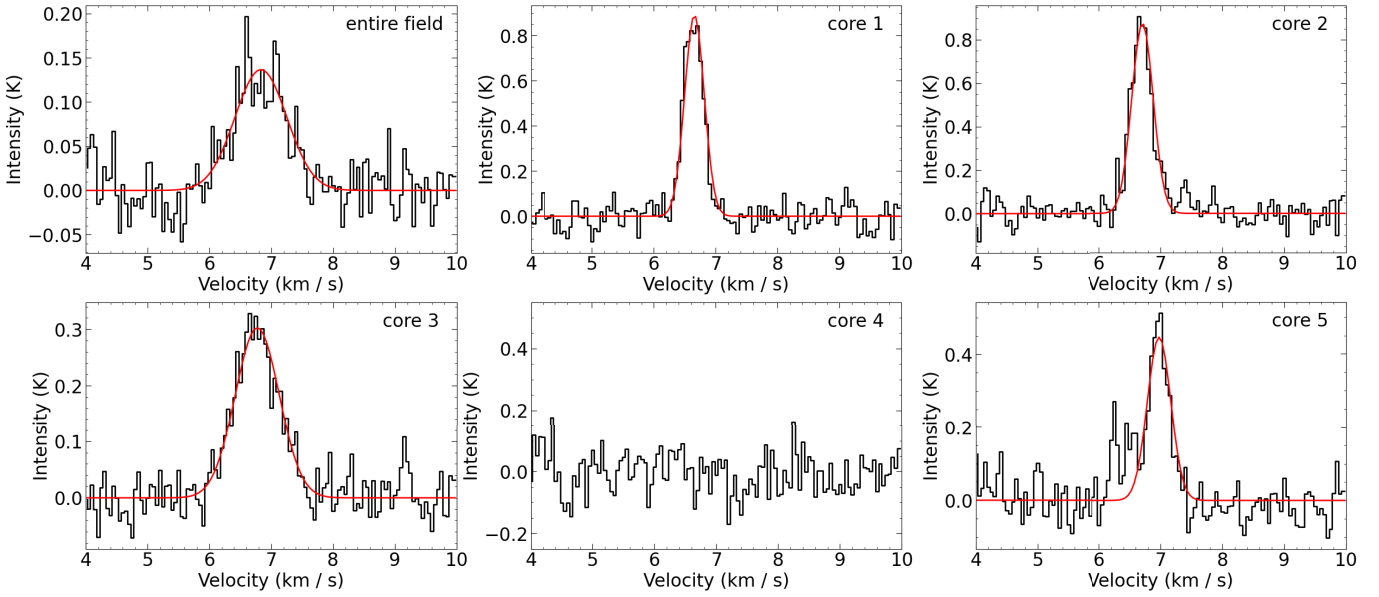 entire field
0.20
0.15
0.10
0.05
0.00
−0.05
Intensity (K)
4 5 6 7 8 9 10
Velocity (km / s)
core 1
0.8
0.6
0.4
0.2
0.0
Intensity (K)
4 5 6 7 8 9 10
Velocity (km / s)
core 2
0.8
0.6
0.4
0.2
0.0
Intensity (K)
4 5 6 7 8 9 10
Velocity (km / s)
core 3
0.3
0.2
0.1
0.0
Intensity (K)
4 5 6 7 8 9 10
Velocity (km / s)
core 4
0.4
0.2
0.0
−0.2
Intensity (K)
4 5 6 7 8 9 10
Velocity (km / s)
core 5
0.4
0.2
0.0
Intensity (K)
4 5 6 7 8 9 10
Velocity (km / s)